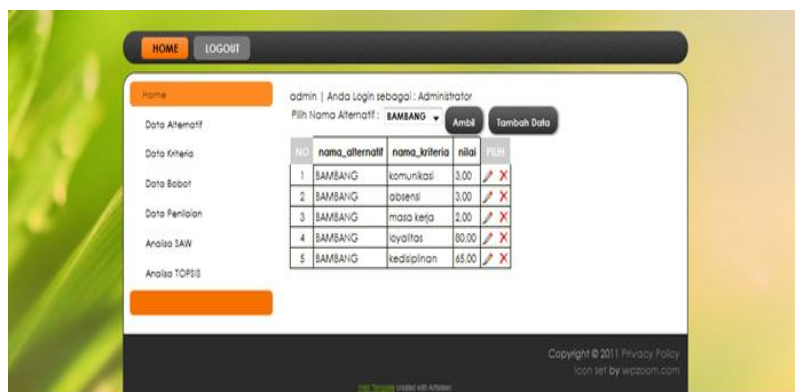 HOME LOGOUT
Home
Data Alternatif
Data Kriteria
Data Bobot
Data Penilaian
Analisa SAW
Analisa TOPSIS
admin | Anda Login sebagai : Administrator
Pilih Nama Alternatif : BAMBANG Ambil Tambah Data
NO nama_alternatif nama_kriteria nilai PILIH
1 BAMBANG komunikasi 3,00
2 BAMBANG absensi 3,00
3 BAMBANG masa kerja 2,00
4 BAMBANG loyalitas 80,00
5 BAMBANG kedisiplinan 65,00
Copyright © 2011 Privacy Policy
Icon set by wpzoom.com
Web Template created with Artisteer.